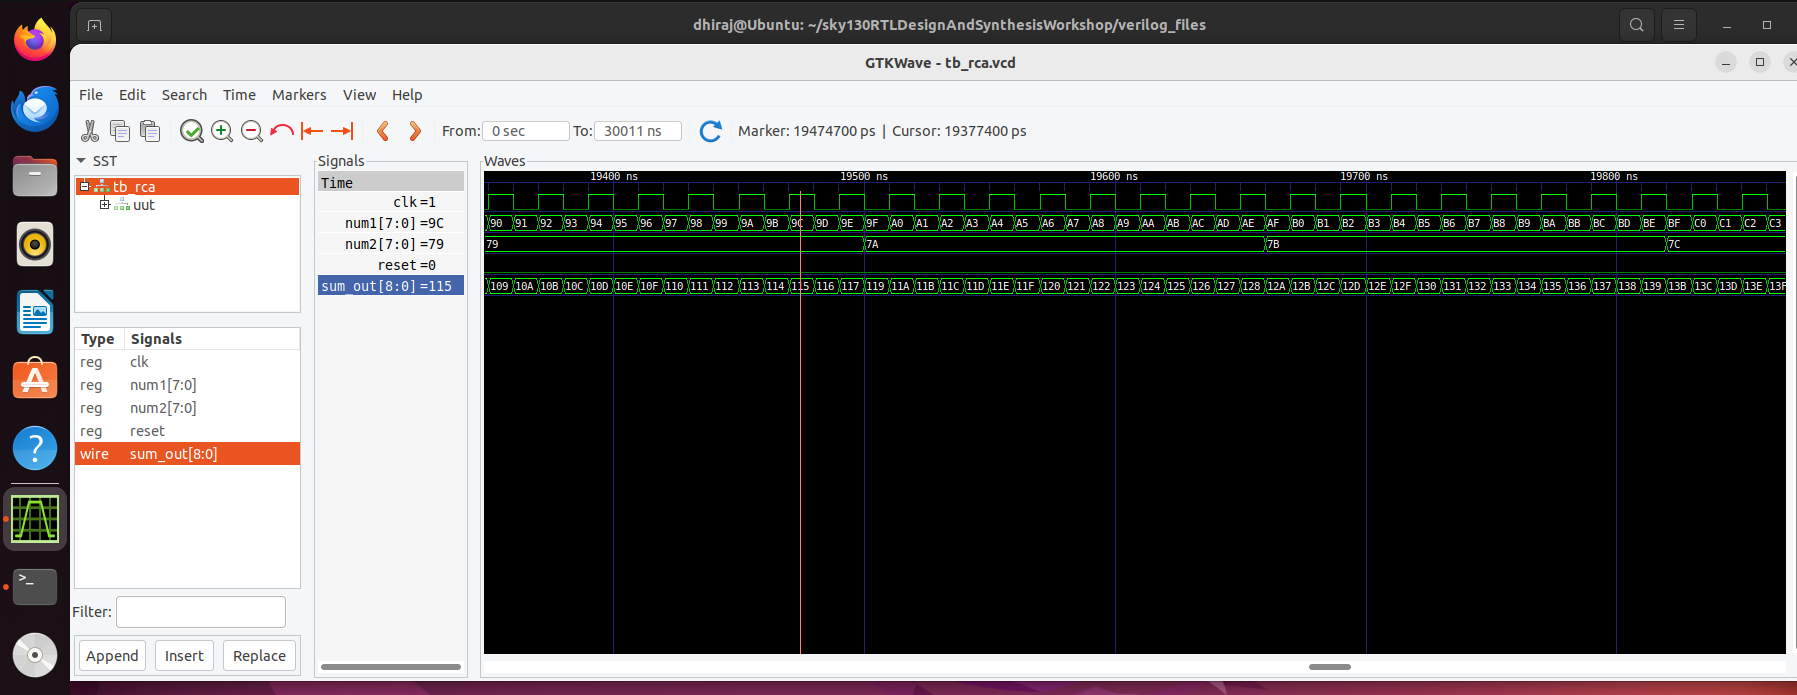 dhiraj@Ubuntu: ~/sky130RTLDesignAndSynthesisWorkshop/verilog_files
GTKWave - tb_rca.vcd
File Edit Search Time Markers View Help
From: 0 sec To: 30011 ns Marker: 19474700 ps | Cursor: 19377400 ps
SST
tb_rca
uut
Type Signals
reg clk
reg num1[7:0]
reg num2[7:0]
reg reset
wire sum_out[8:0]
Filter:
Append Insert Replace
Signals
Time
clk =1
num1[7:0] =9C
num2[7:0] =79
reset =0
sum_out[8:0] =115
Waves
19400 ns 19500 ns 19600 ns 19700 ns 19800 ns
90 91 92 93 94 95 96 97 98 99 9A 9B 9C 9D 9E 9F A0 A1 A2 A3 A4 A5 A6 A7 A8 A9 AA AB AC AD AE AF B0 B1 B2 B3 B4 B5 B6 B7 B8 B9 BA BB BC BD BE BF C0 C1 C2 C3
79 7A 7B 7C
109 10A 10B 10C 10D 10E 10F 110 111 112 113 114 115 116 117 119 11A 11B 11C 11D 11E 11F 120 121 122 123 124 125 126 127 128 12A 12B 12C 12D 12E 12F 130 131 132 133 134 135 136 137 138 139 13B 13C 13D 13E 13F